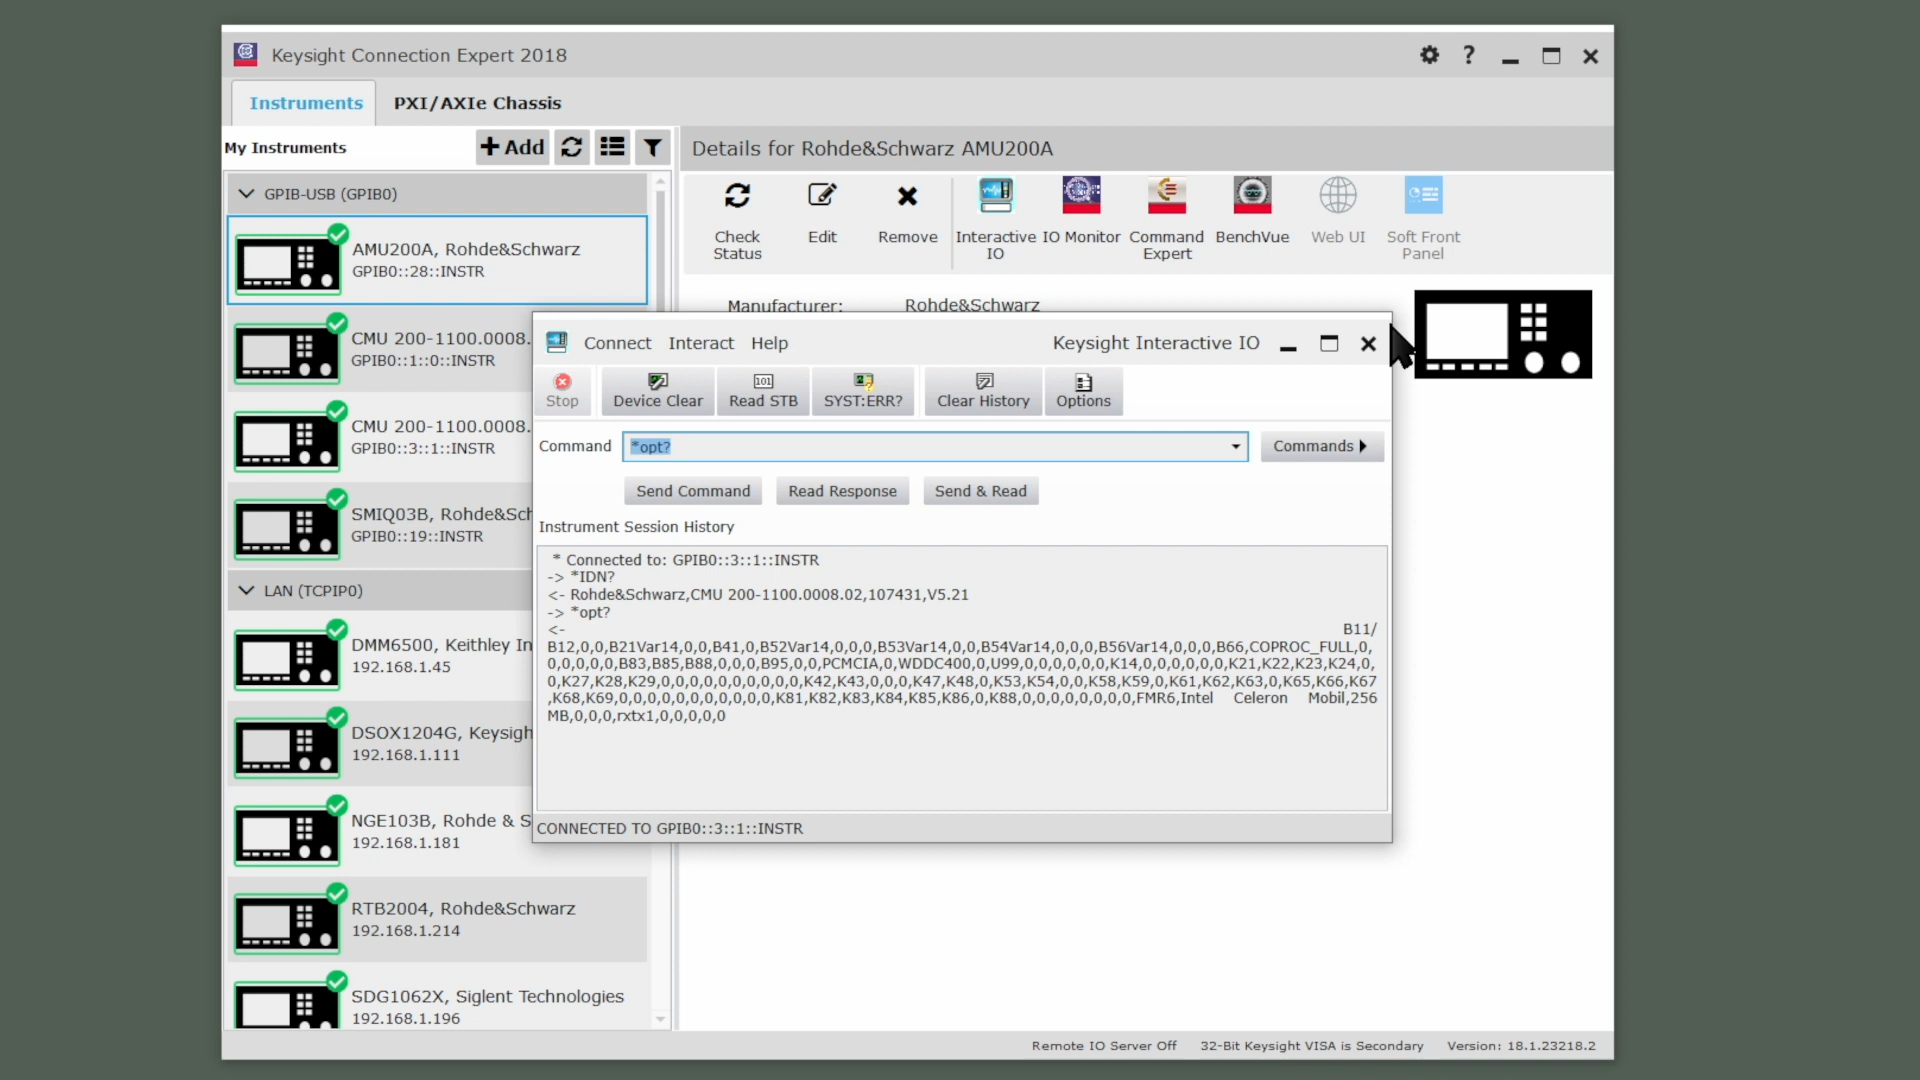 Keysight Connection Expert 2018
?
Instruments
PXI/AXIe Chassis
My Instruments
Add
Details for Rohde&Schwarz AMU200A
GPIB-USB (GPIB0)
AMU200A, Rohde&Schwarz
GPIB0::28::INSTR
CMU 200-1100.0008.
GPIB0::1::0::INSTR
CMU 200-1100.0008.
GPIB0::3::1::INSTR
SMIQ03B, Rohde&Sch
GPIB0::19::INSTR
LAN (TCPIP0)
DMM6500, Keithley In
192.168.1.45
DSOX1204G, Keysigh
192.168.1.111
NGE103B, Rohde & S
192.168.1.181
RTB2004, Rohde&Schwarz
192.168.1.214
SDG1062X, Siglent Technologies
192.168.1.196
Check
Status
Edit
Remove
Interactive
IO
IO Monitor
Command
Expert
BenchVue
Web UI
Soft Front
Panel
Manufacturer:
Rohde&Schwarz
Connect
Interact
Help
Keysight Interactive IO
Stop
Device Clear
Read STB
SYST:ERR?
Clear History
Options
Command
*opt?
Commands
Send Command
Read Response
Send & Read
Instrument Session History
* Connected to: GPIB0::3::1::INSTR
-> *IDN?
<- Rohde&Schwarz,CMU 200-1100.0008.02,107431,V5.21
-> *opt?
<- B11/
B12,0,0,B21Var14,0,0,B41,0,B52Var14,0,0,0,B53Var14,0,0,B54Var14,0,0,0,B56Var14,0,0,0,B66,COPROC_FULL,0,
0,0,0,0,0,B83,B85,B88,0,0,0,B95,0,0,PCMCIA,0,WDDC400,0,U99,0,0,0,0,0,0,K14,0,0,0,0,0,0,K21,K22,K23,K24,0,
0,K27,K28,K29,0,0,0,0,0,0,0,0,0,0,K42,K43,0,0,0,K47,K48,0,K53,K54,0,0,K58,K59,0,K61,K62,K63,0,K65,K66,K67
,K68,K69,0,0,0,0,0,0,0,0,0,0,0,K81,K82,K83,K84,K85,K86,0,K88,0,0,0,0,0,0,0,0,FMR6,Intel Celeron Mobil,256
MB,0,0,0,rxtx1,0,0,0,0,0
CONNECTED TO GPIB0::3::1::INSTR
Remote IO Server Off
32-Bit Keysight VISA is Secondary
Version: 18.1.23218.2